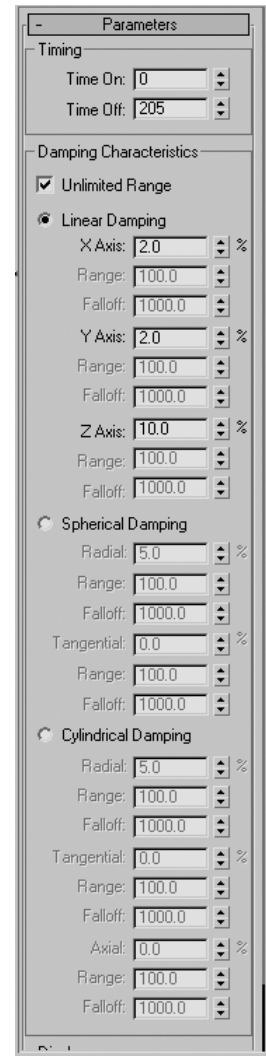 - Parameters
Timing
Time On: 0
Time Off: 205
Damping Characteristics
Unlimited Range
Linear Damping
X Axis: 2.0 %
Range: 100.0
Falloff: 1000.0
Y Axis: 2.0 %
Range: 100.0
Falloff: 1000.0
Z Axis: 10.0 %
Range: 100.0
Falloff: 1000.0
Spherical Damping
Radial: 5.0 %
Range: 100.0
Falloff: 1000.0
Tangential: 0.0 %
Range: 100.0
Falloff: 1000.0
Cylindrical Damping
Radial: 5.0 %
Range: 100.0
Falloff: 1000.0
Tangential: 0.0 %
Range: 100.0
Falloff: 1000.0
Axial: 0.0 %
Range: 100.0
Falloff: 1000.0